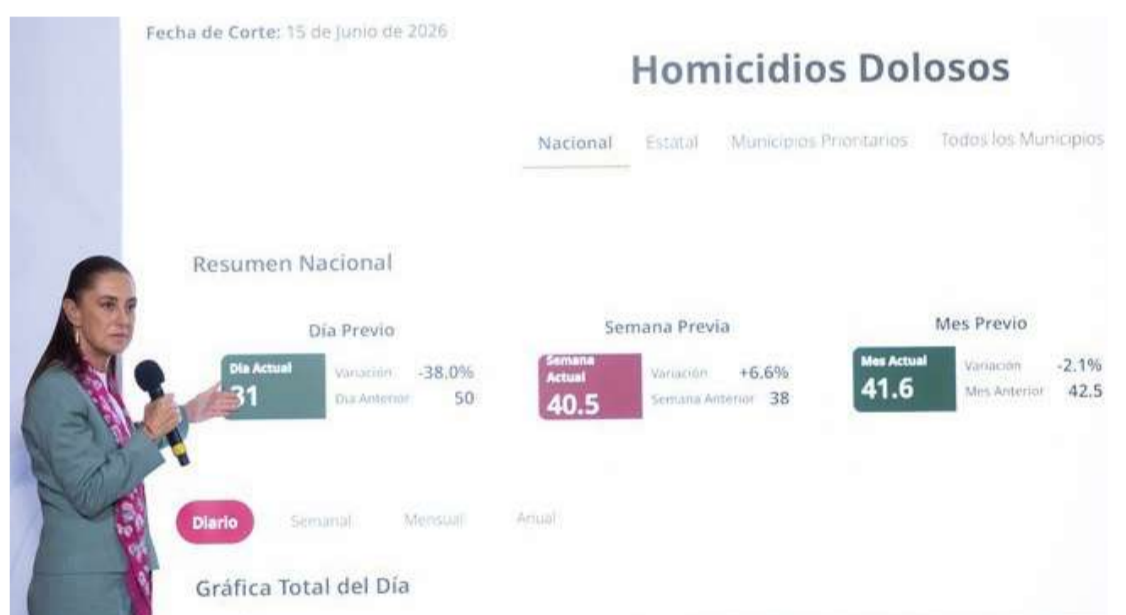 Fecha de Corte: 15 de Junio de 2026
Homicidios Dolosos
Nacional Estatal Municipios Prioritarios Todos los Municipios
Resumen Nacional
Día Previo
Día Actual
31
Variación -38.0%
Día Anterior 50
Semana Previa
Semana
Actual
40.5
Variación +6.6%
Semana Anterior 38
Mes Previo
Mes Actual
41.6
Variación -2.1%
Mes Anterior 42.5
Diario Semanal Mensual Anual
Gráfica Total del Día